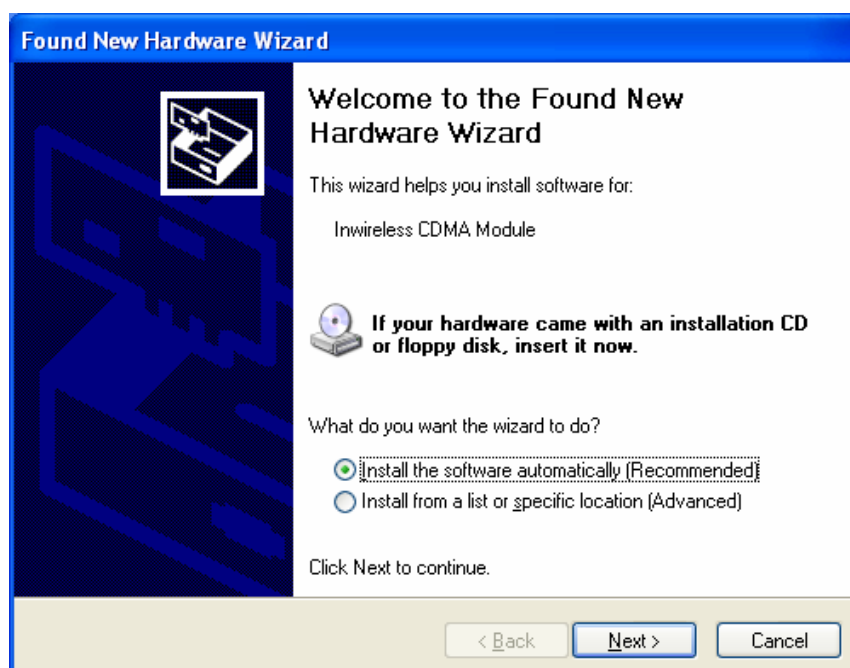 Found New Hardware Wizard
Welcome to the Found New
Hardware Wizard
This wizard helps you install software for:
Inwireless CDMA Module
If your hardware came with an installation CD
or floppy disk, insert it now.
What do you want the wizard to do?
Install the software automatically (Recommended)
Install from a list or specific location (Advanced)
Click Next to continue.
< Back Next > Cancel